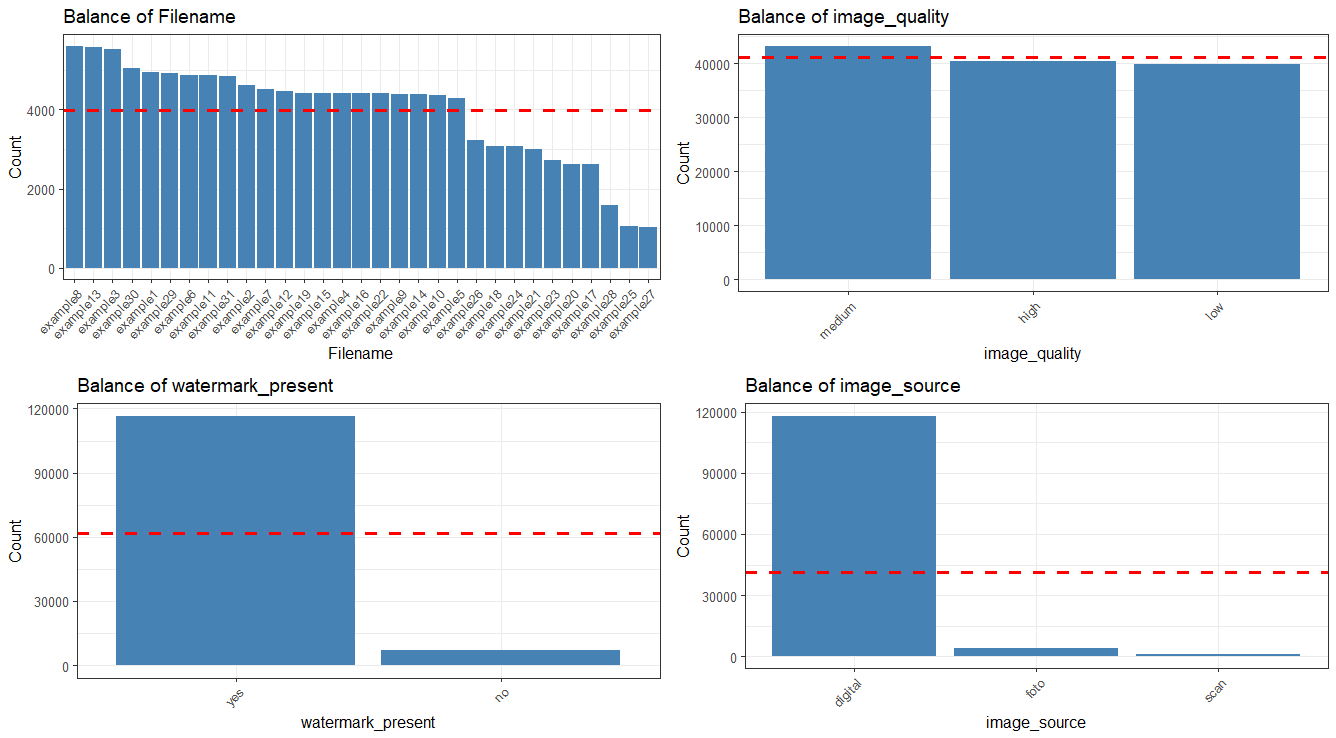 Balance of Filename
Count
4000
2000
0
example8
example13
example3
example30
example1
example29
example6
example11
example31
example2
example7
example12
example19
example15
example4
example16
example22
example9
example14
example10
example5
example26
example18
example24
example21
example23
example20
example17
example28
example25
example27
Filename
Balance of image_quality
Count
40000
30000
20000
10000
0
medium
high
low
image_quality
Balance of watermark_present
Count
120000
90000
60000
30000
0
yes
no
watermark_present
Balance of image_source
Count
120000
90000
60000
30000
0
digital
foto
scan
image_source